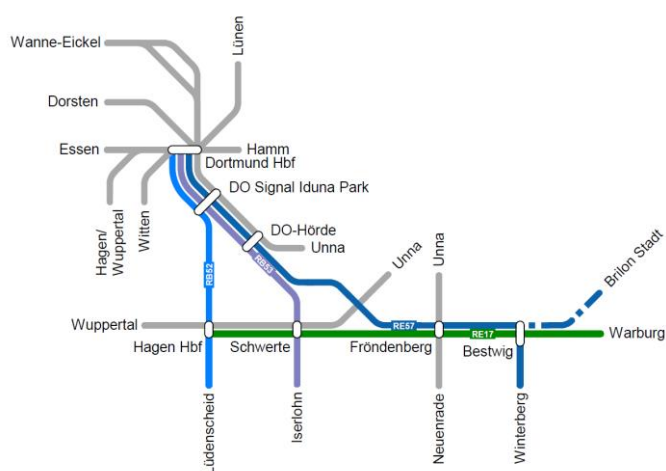 Wanne-Eickel
Lünen
Dorsten
Essen
Hamm
Dortmund Hbf
DO Signal Iduna Park
Hagen/
Wuppertal
Witten
DO-Hörde
Unna
Unna
Unna
Brilon Stadt
RB52
RB53
Wuppertal
RE57
RE17
Warburg
Hagen Hbf
Schwerte
Fröndenberg
Bestwig
Lüdenscheid
Iserlohn
Neuenrade
Winterberg